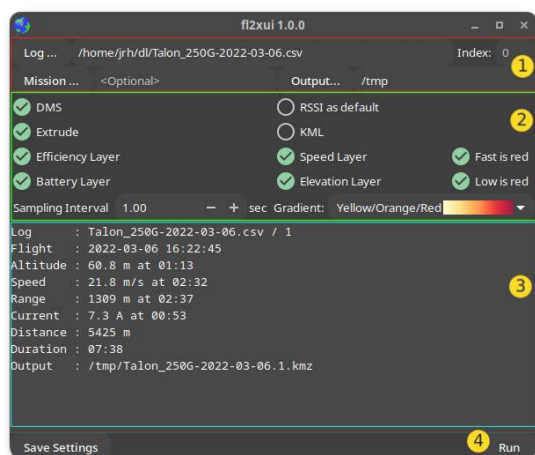 fl2xui 1.0.0
Log ... /home/jrh/dl/Talon_250G-2022-03-06.csv Index: 0
1
Mission ... <Optional> Output... /tmp
DMS RSSI as default
2
Extrude KML
Efficiency Layer Speed Layer Fast is red
Battery Layer Elevation Layer Low is red
Sampling Interval 1.00 − + sec Gradient: Yellow/Orange/Red
Log : Talon_250G-2022-03-06.csv / 1
Flight : 2022-03-06 16:22:45
Altitude : 60.8 m at 01:13
Speed : 21.8 m/s at 02:32
3
Range : 1309 m at 02:37
Current : 7.3 A at 00:53
Distance : 5425 m
Duration : 07:38
Output : /tmp/Talon_250G-2022-03-06.1.kmz
Save Settings 4 Run